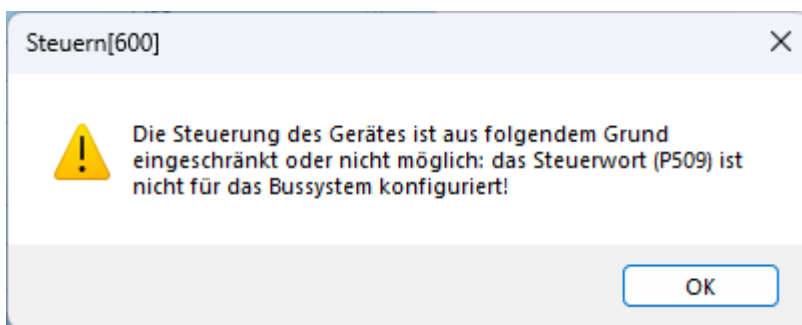 Steuern[600]
Die Steuerung des Gerätes ist aus folgendem Grund
eingeschränkt oder nicht möglich: das Steuerwort (P509) ist
nicht für das Bussystem konfiguriert!
OK